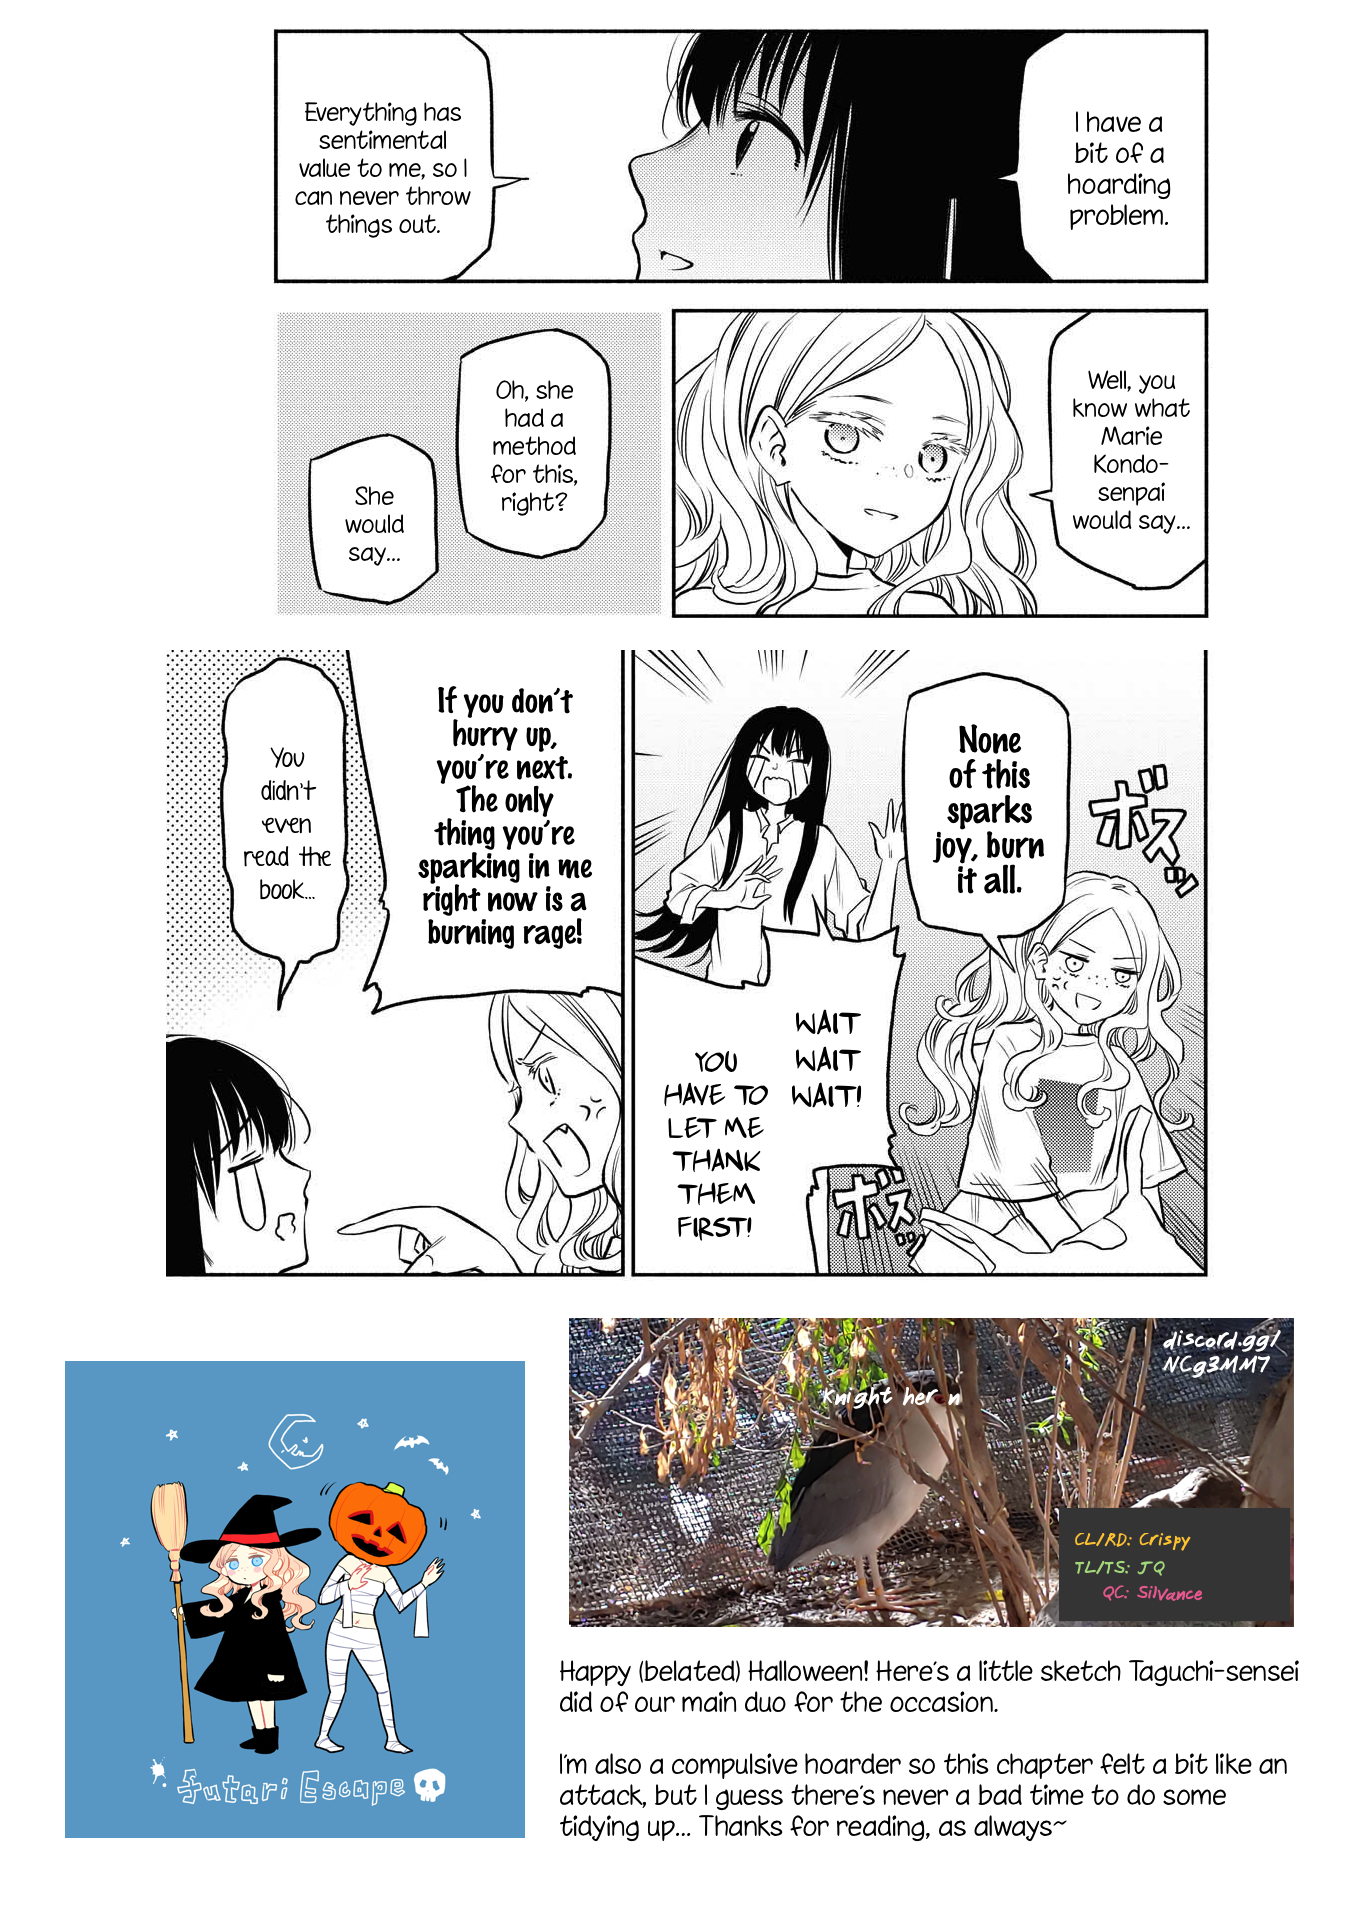 I have a
bit of a
hoarding
problem.
Everything has
sentimental
value to me, so I
can never throw
things out.
Well, you
know what
Marie
Kondo-
senpai
would say...
Oh, she
had a
method
for this,
right?
She
would
say...
None
of this
sparks
joy, burn
it all.
ボスッ
WAIT
WAIT
WAIT!
YOU
HAVE TO
LET ME
THANK
THEM
FIRST!
ボスッ
If you don't
hurry up,
you're next.
The only
thing you're
sparking in me
right now is a
burning rage!
You
didn't
even
read the
book...
Futari Escape
discord.gg/
NCg3MM7
Knight her n
CL/RD: Crispy
TL/TS: JQ
QC: Silvance
Happy (belated) Halloween! Here's a little sketch Taguchi-sensei
did of our main duo for the occasion.
I'm also a compulsive hoarder so this chapter felt a bit like an
attack, but I guess there's never a bad time to do some
tidying up... Thanks for reading, as always~